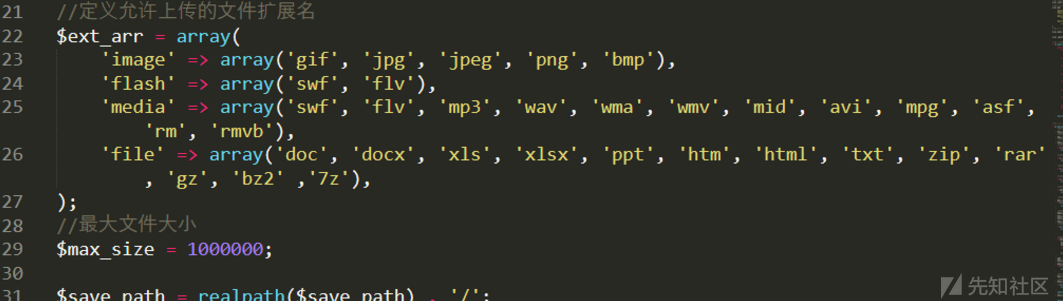 21 //定义允许上传的文件扩展名
22 $ext_arr = array(
23 'image' => array('gif', 'jpg', 'jpeg', 'png', 'bmp'),
24 'flash' => array('swf', 'flv'),
25 'media' => array('swf', 'flv', 'mp3', 'wav', 'wma', 'wmv', 'mid', 'avi', 'mpg', 'asf',
'rm', 'rmvb'),
26 'file' => array('doc', 'docx', 'xls', 'xlsx', 'ppt', 'htm', 'html', 'txt', 'zip', 'rar'
, 'gz', 'bz2' ,'7z'),
27 );
28 //最大文件大小
29 $max_size = 1000000;
30
31 $save_path = realpath($save_path) . '/';
先知社区